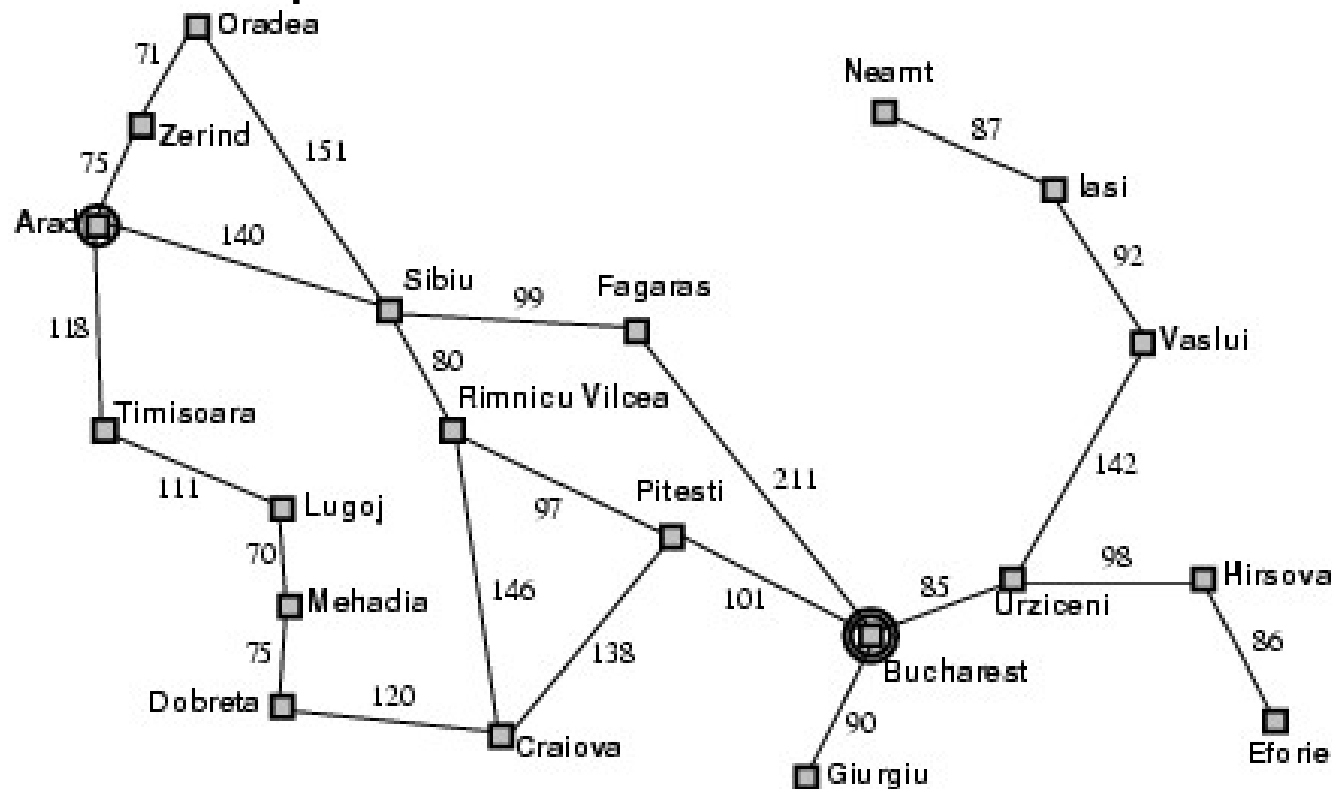 Oradea
71
Neamt
87
Zerind
151
75
Iasi
Arad
140
92
Sibiu
99
Fagaras
118
Vaslui
80
Rimnicu Vilcea
Timisoara
142
211
Pitesti
111
97
Lugoj
70
98
Hirsova
146
85
101
Mehadia
Urziceni
86
75
138
Bucharest
Dobreta
120
90
Craiova
Eforie
Giurgiu